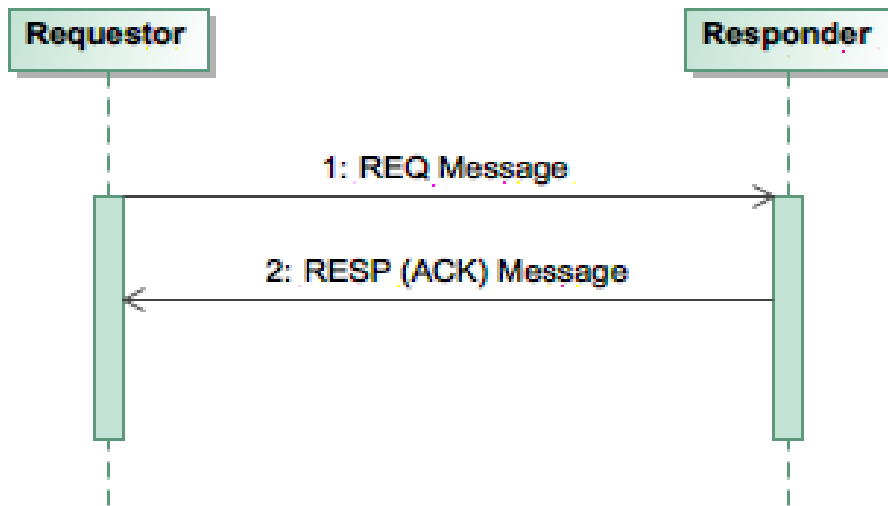 Requestor
Responder
1: REQ Message
2: RESP (ACK) Message